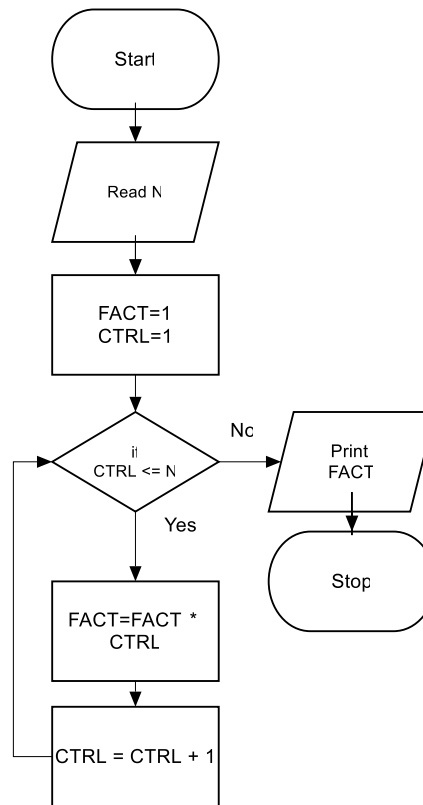 Start
Read N
FACT=1
CTRL=1
if
CTRL <= N
No
Print
FACT
Yes
Stop
FACT=FACT *
CTRL
CTRL = CTRL + 1